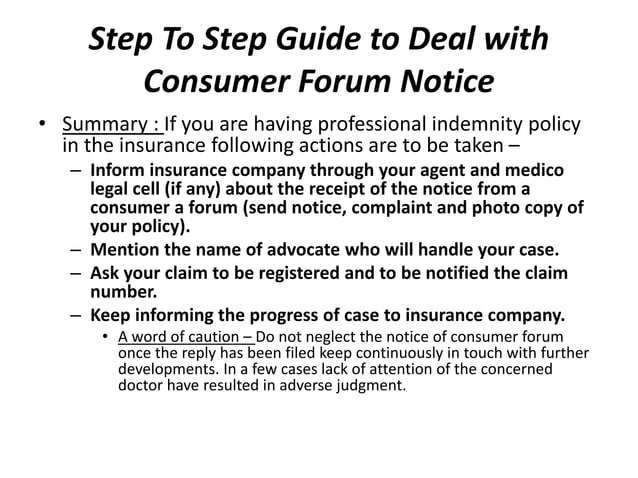 Step To Step Guide to Deal with
Consumer Forum Notice
• Summary : If you are having professional indemnity policy
in the insurance following actions are to be taken –
– Inform insurance company through your agent and medico
legal cell (if any) about the receipt of the notice from a
consumer a forum (send notice, complaint and photo copy of
your policy).
– Mention the name of advocate who will handle your case.
– Ask your claim to be registered and to be notified the claim
number.
– Keep informing the progress of case to insurance company.
• A word of caution – Do not neglect the notice of consumer forum
once the reply has been filed keep continuously in touch with further
developments. In a few cases lack of attention of the concerned
doctor have resulted in adverse judgment.